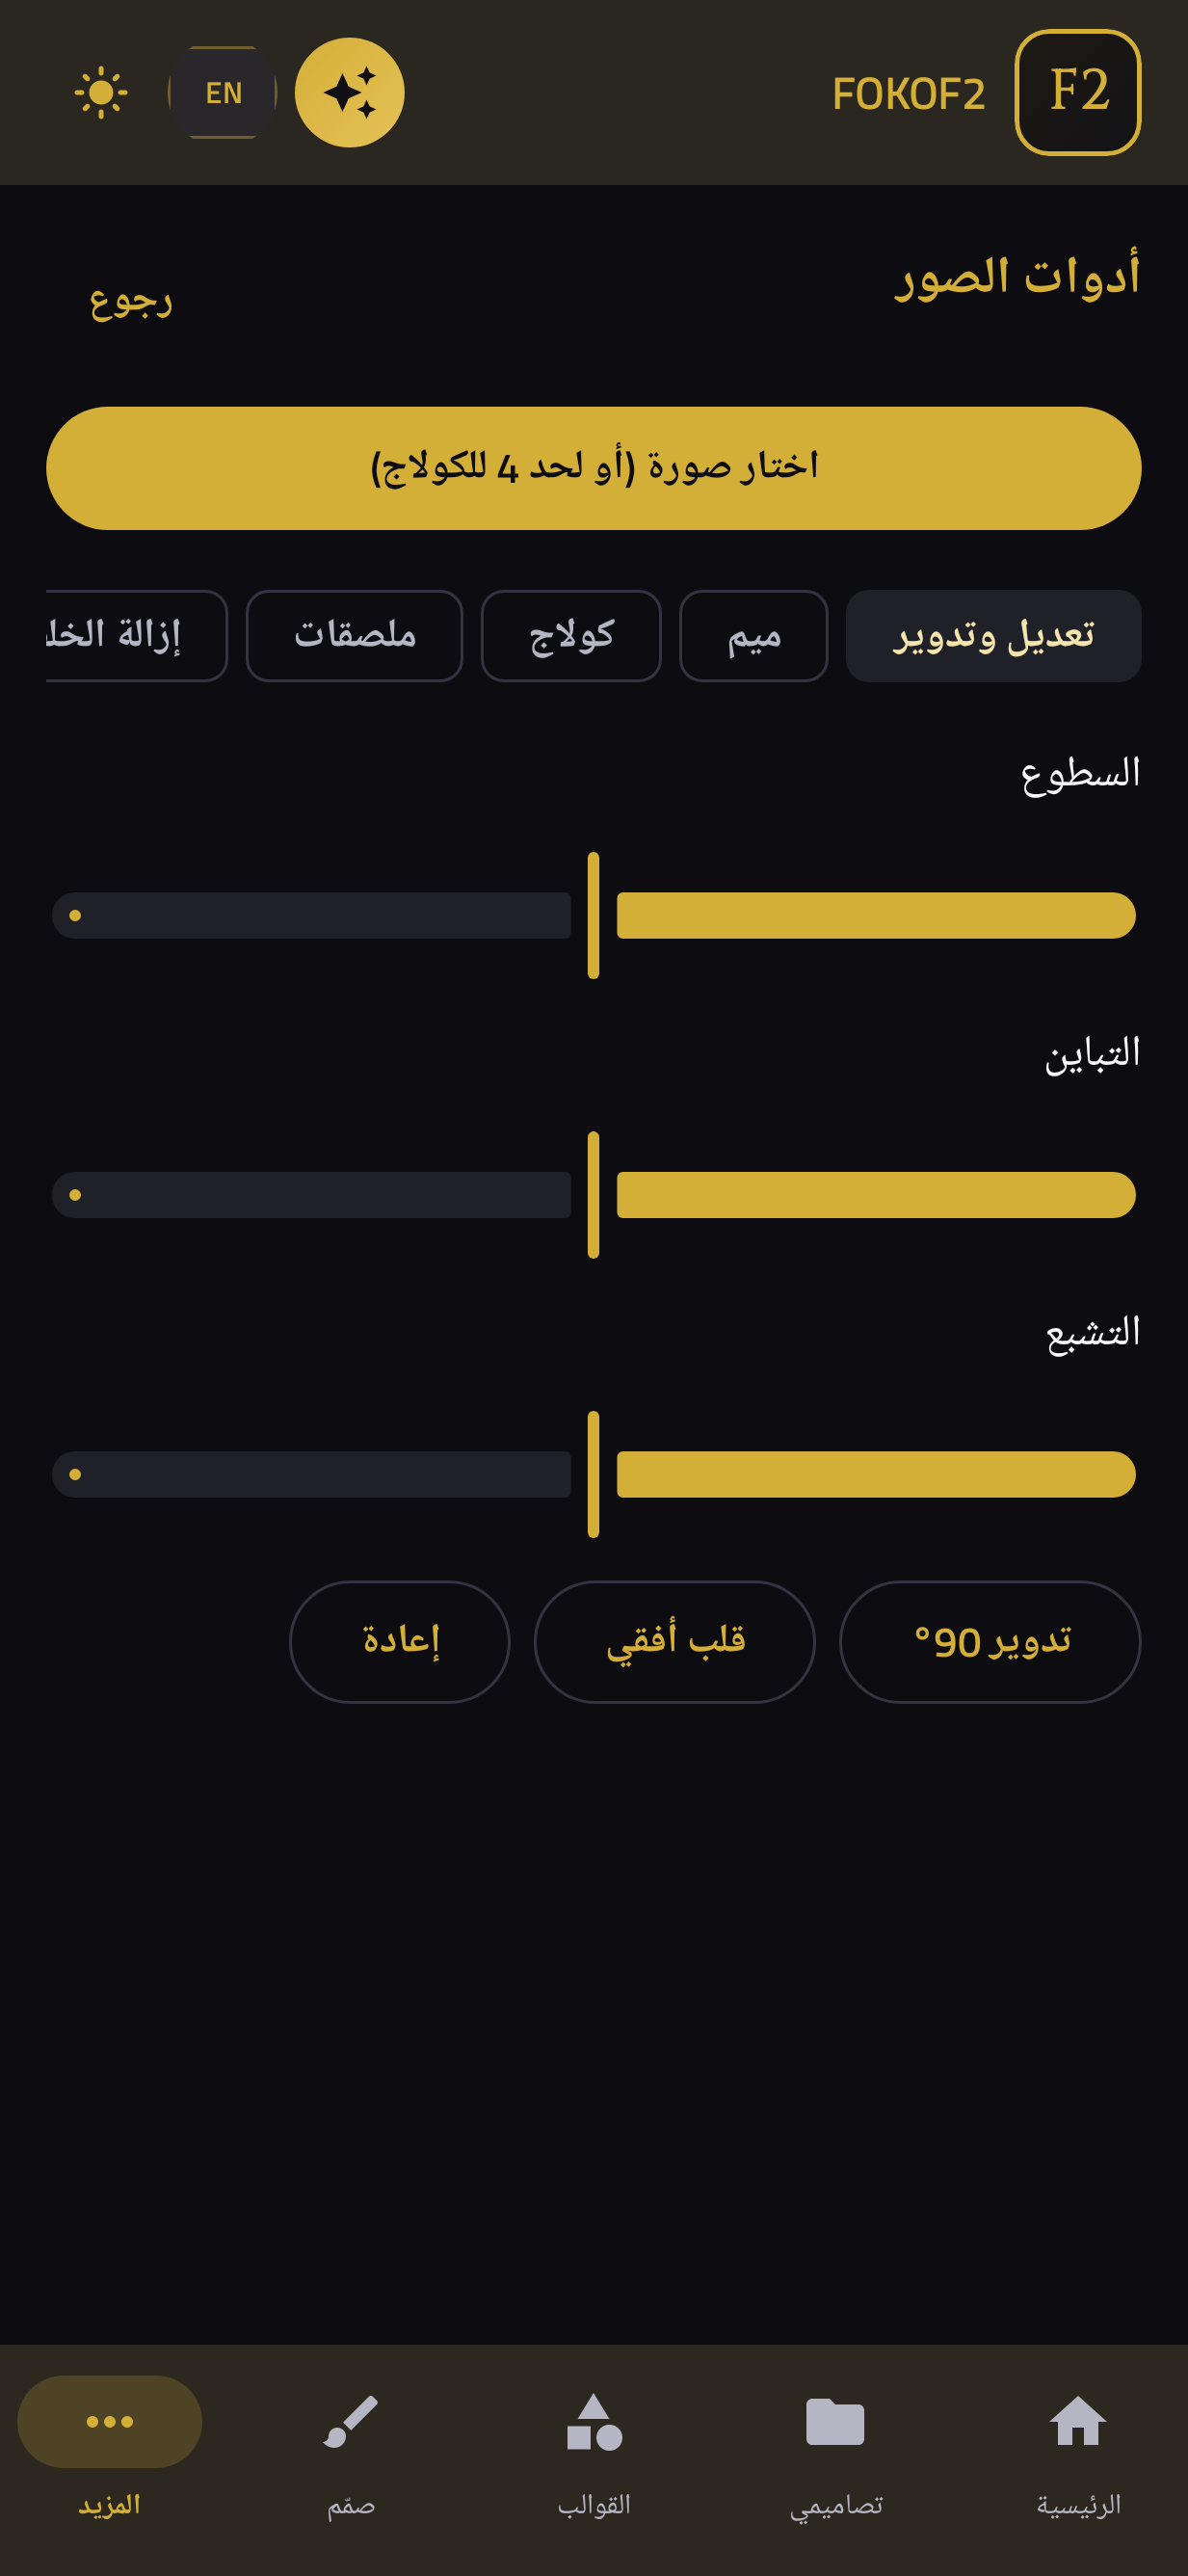 F2
FOKOF2
EN
أدوات الصور
رجوع
اختار صورة (أو لحد 4 للكولاج)
تعديل وتدوير
ميم
كولاج
ملصقات
إزالة
السطوع
التباين
التشبع
تدوير 90°
قلب أفقي
إعادة
الرئيسية
تصاميمي
القوالب
صمّم
المزيد